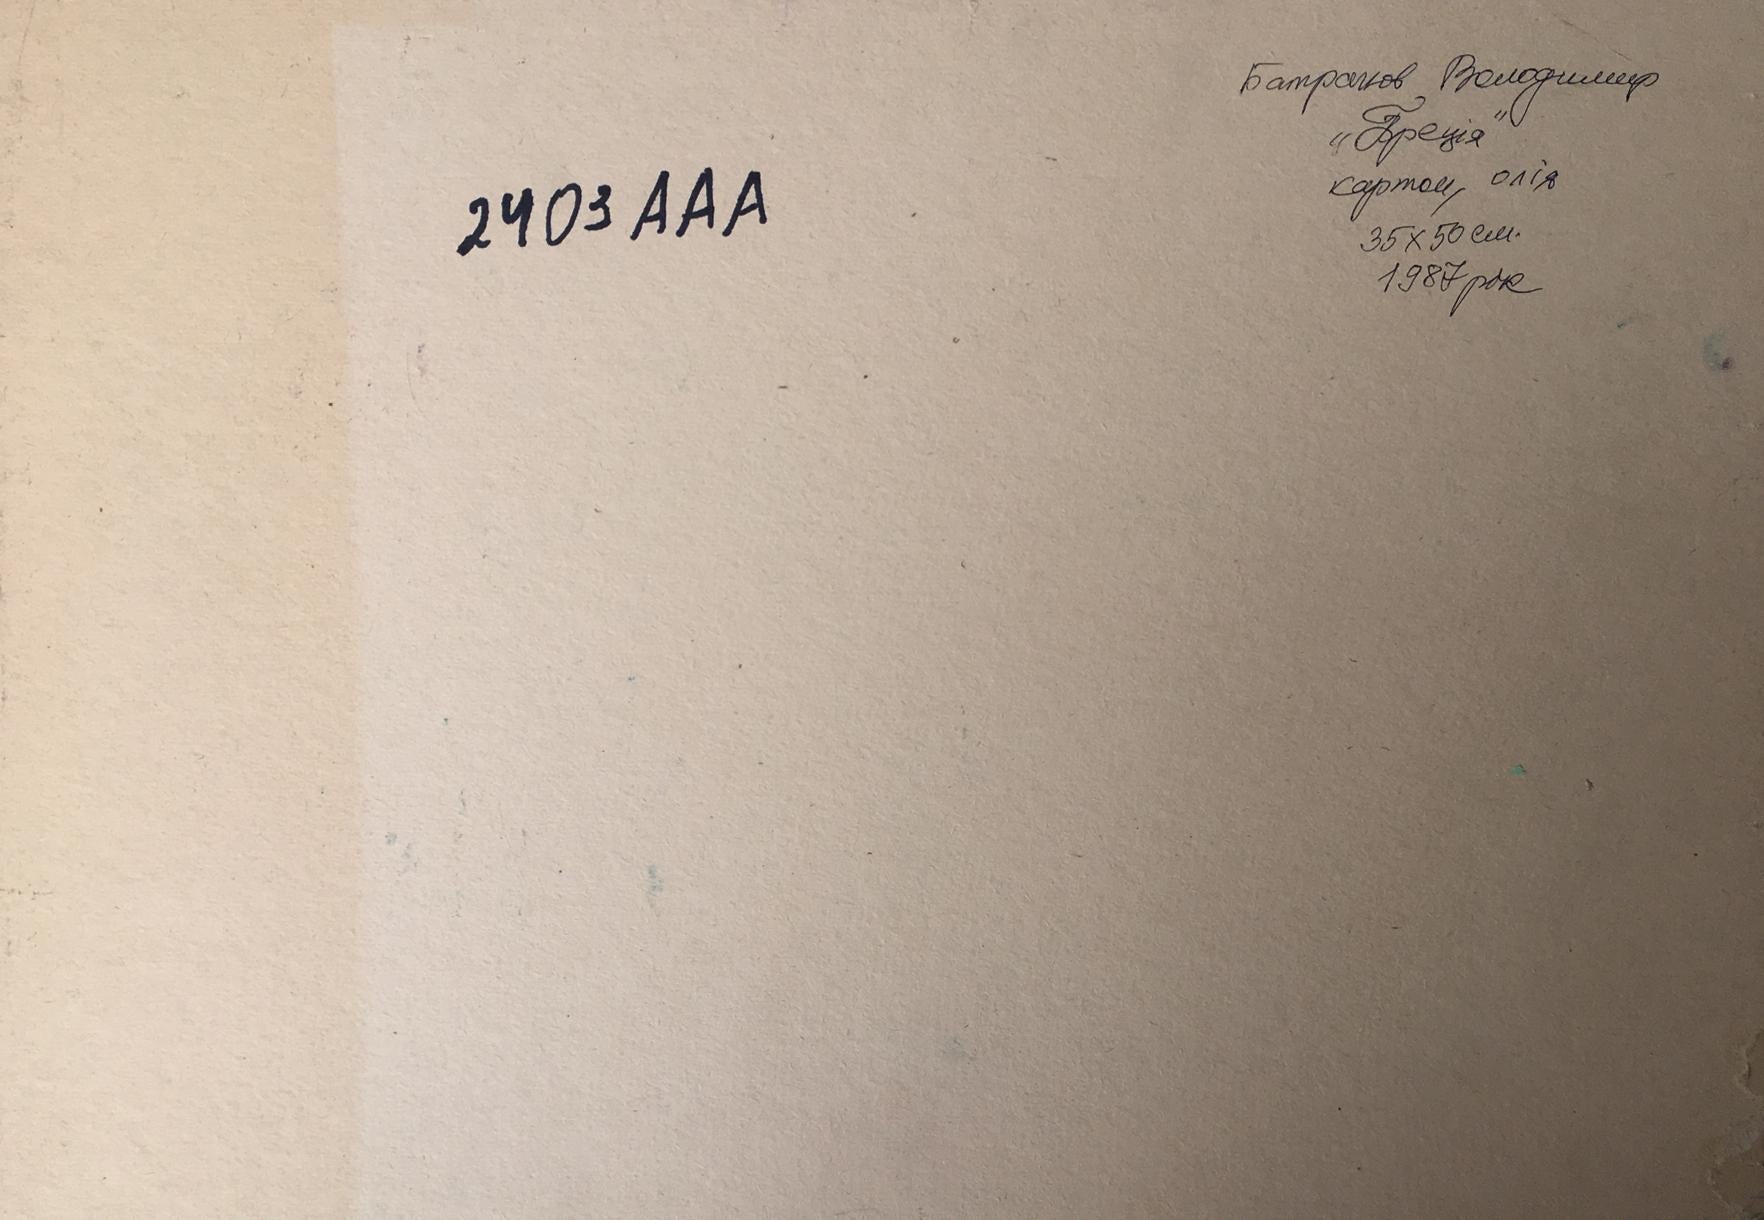 2403 AAA
Батрачков Володимир
„Греція"
картон, олія
35х50 см.
1987 рік